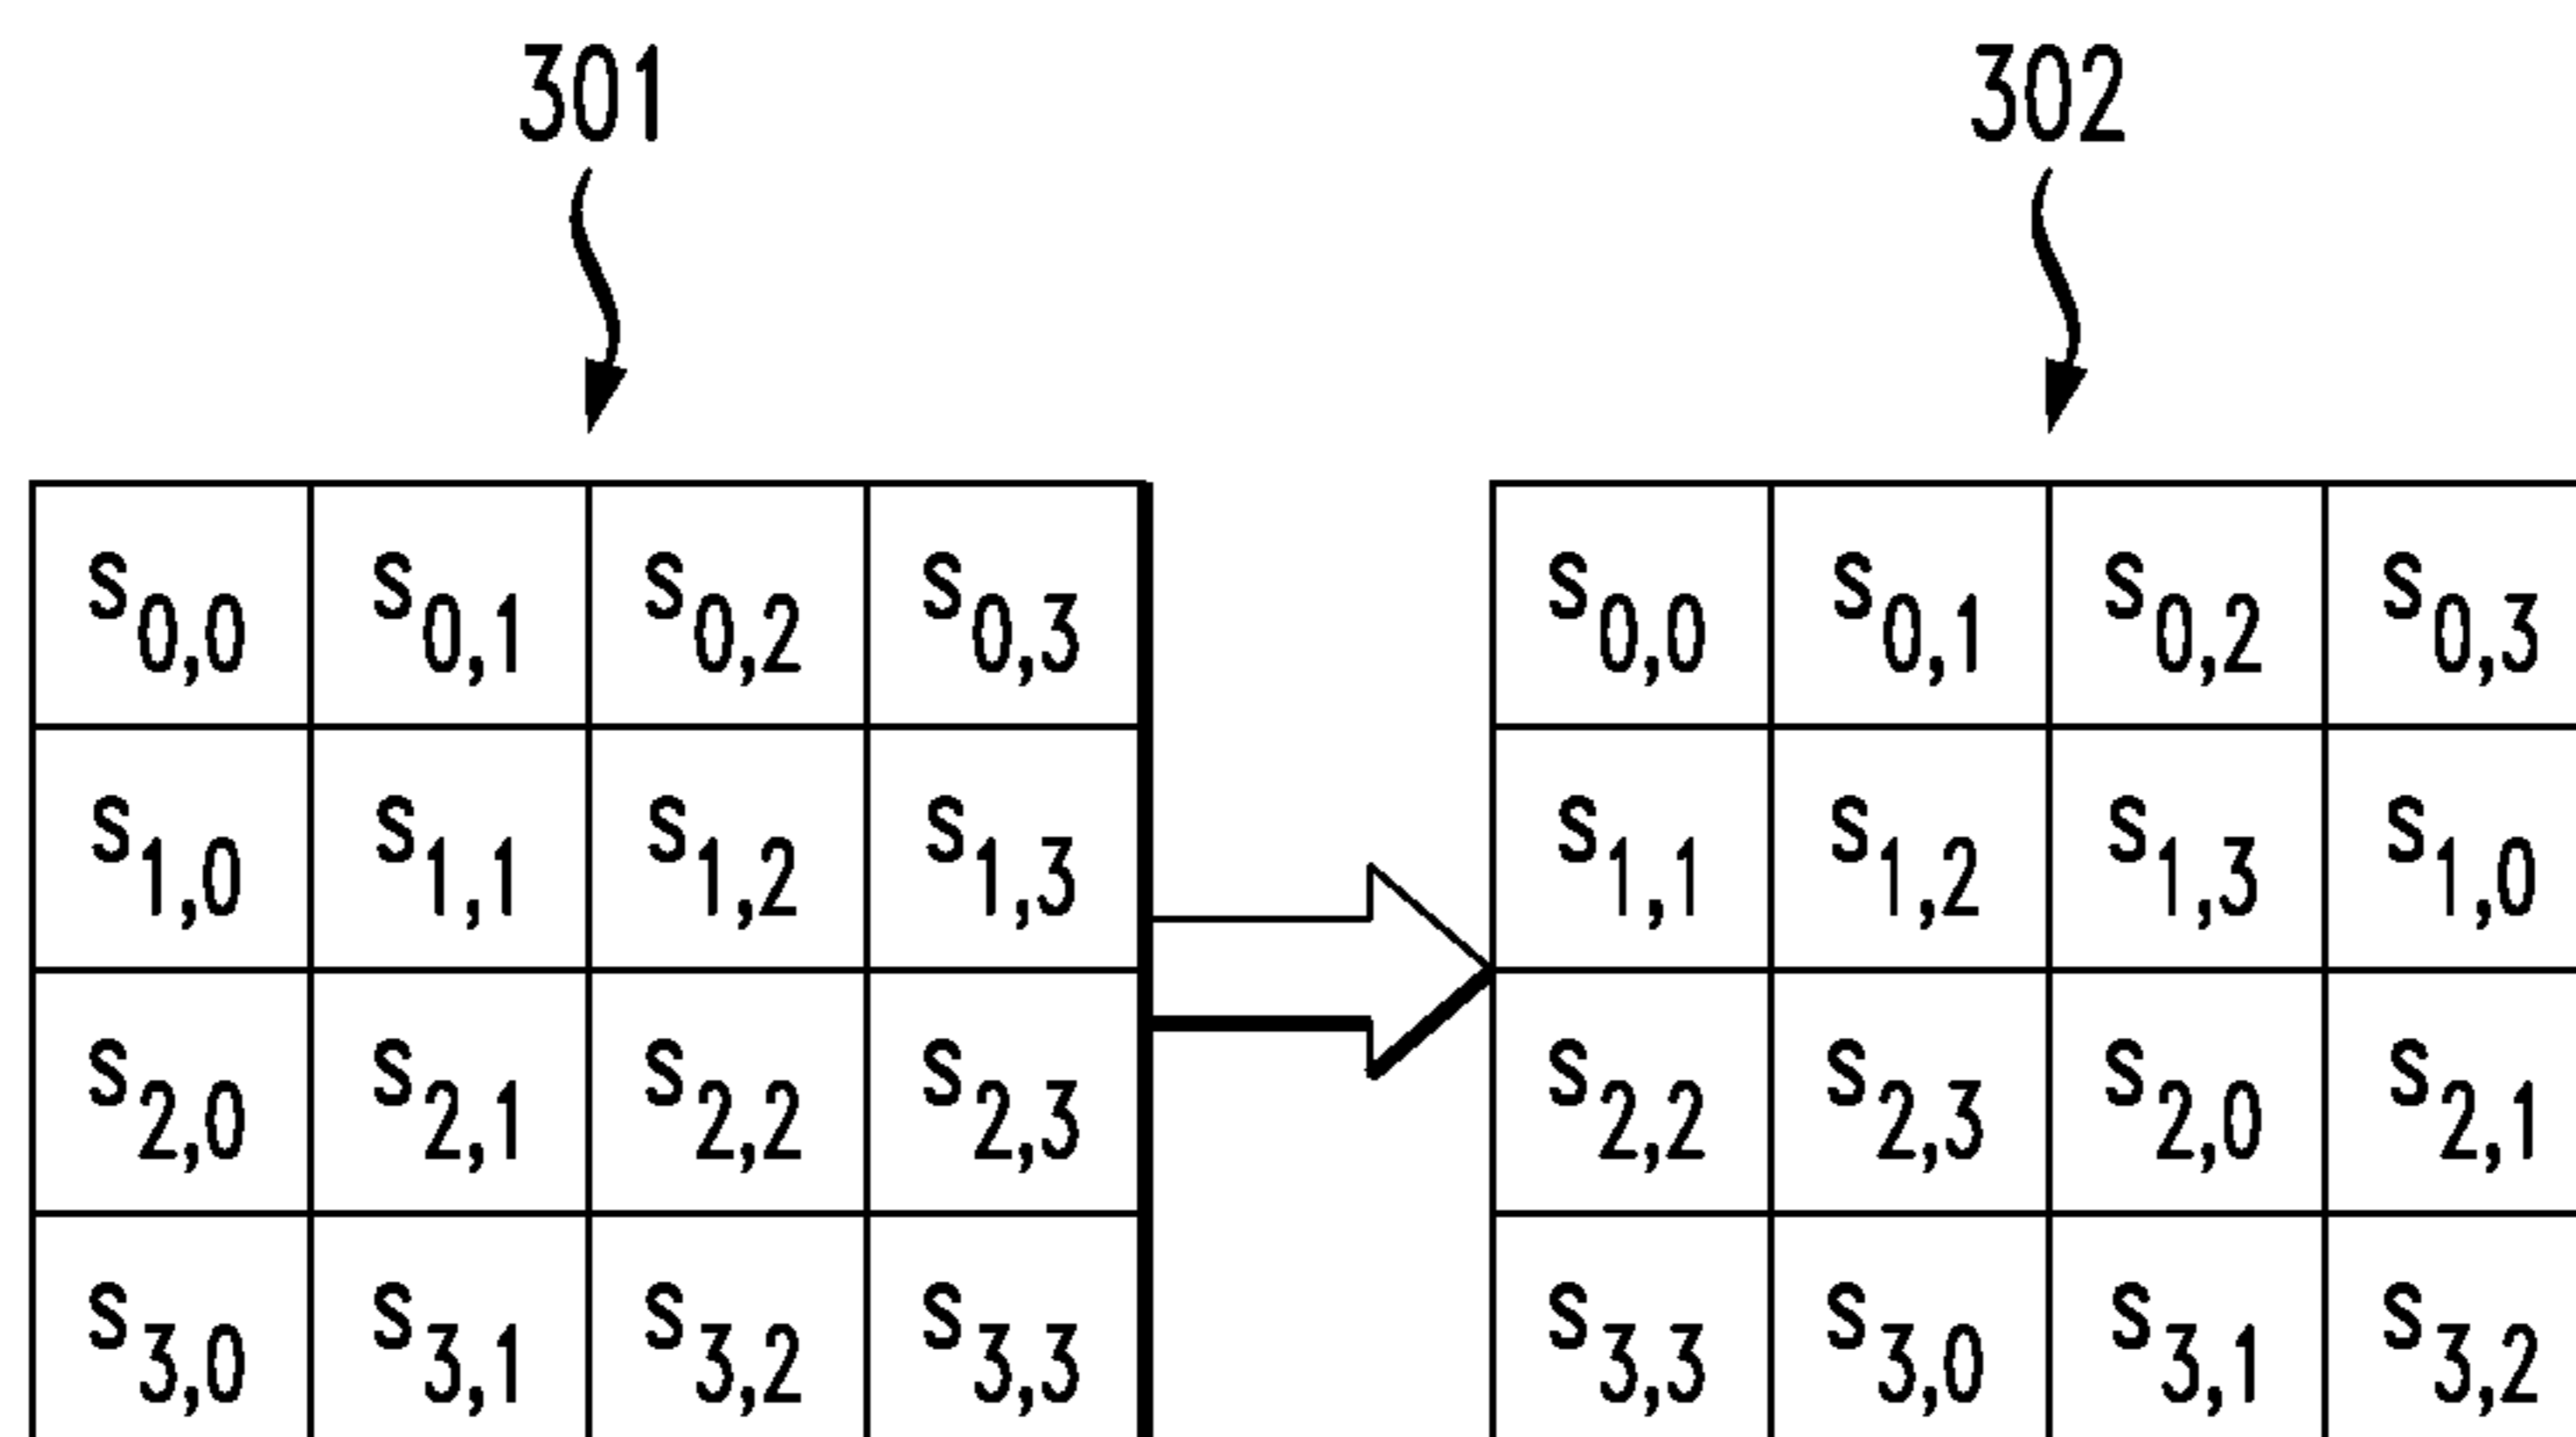 301 302
s0,0 s0,1 s0,2 s0,3 s0,0 s0,1 s0,2 s0,3
s1,0 s1,1 s1,2 s1,3 s1,1 s1,2 s1,3 s1,0
s2,0 s2,1 s2,2 s2,3 s2,2 s2,3 s2,0 s2,1
s3,0 s3,1 s3,2 s3,3 s3,3 s3,0 s3,1 s3,2